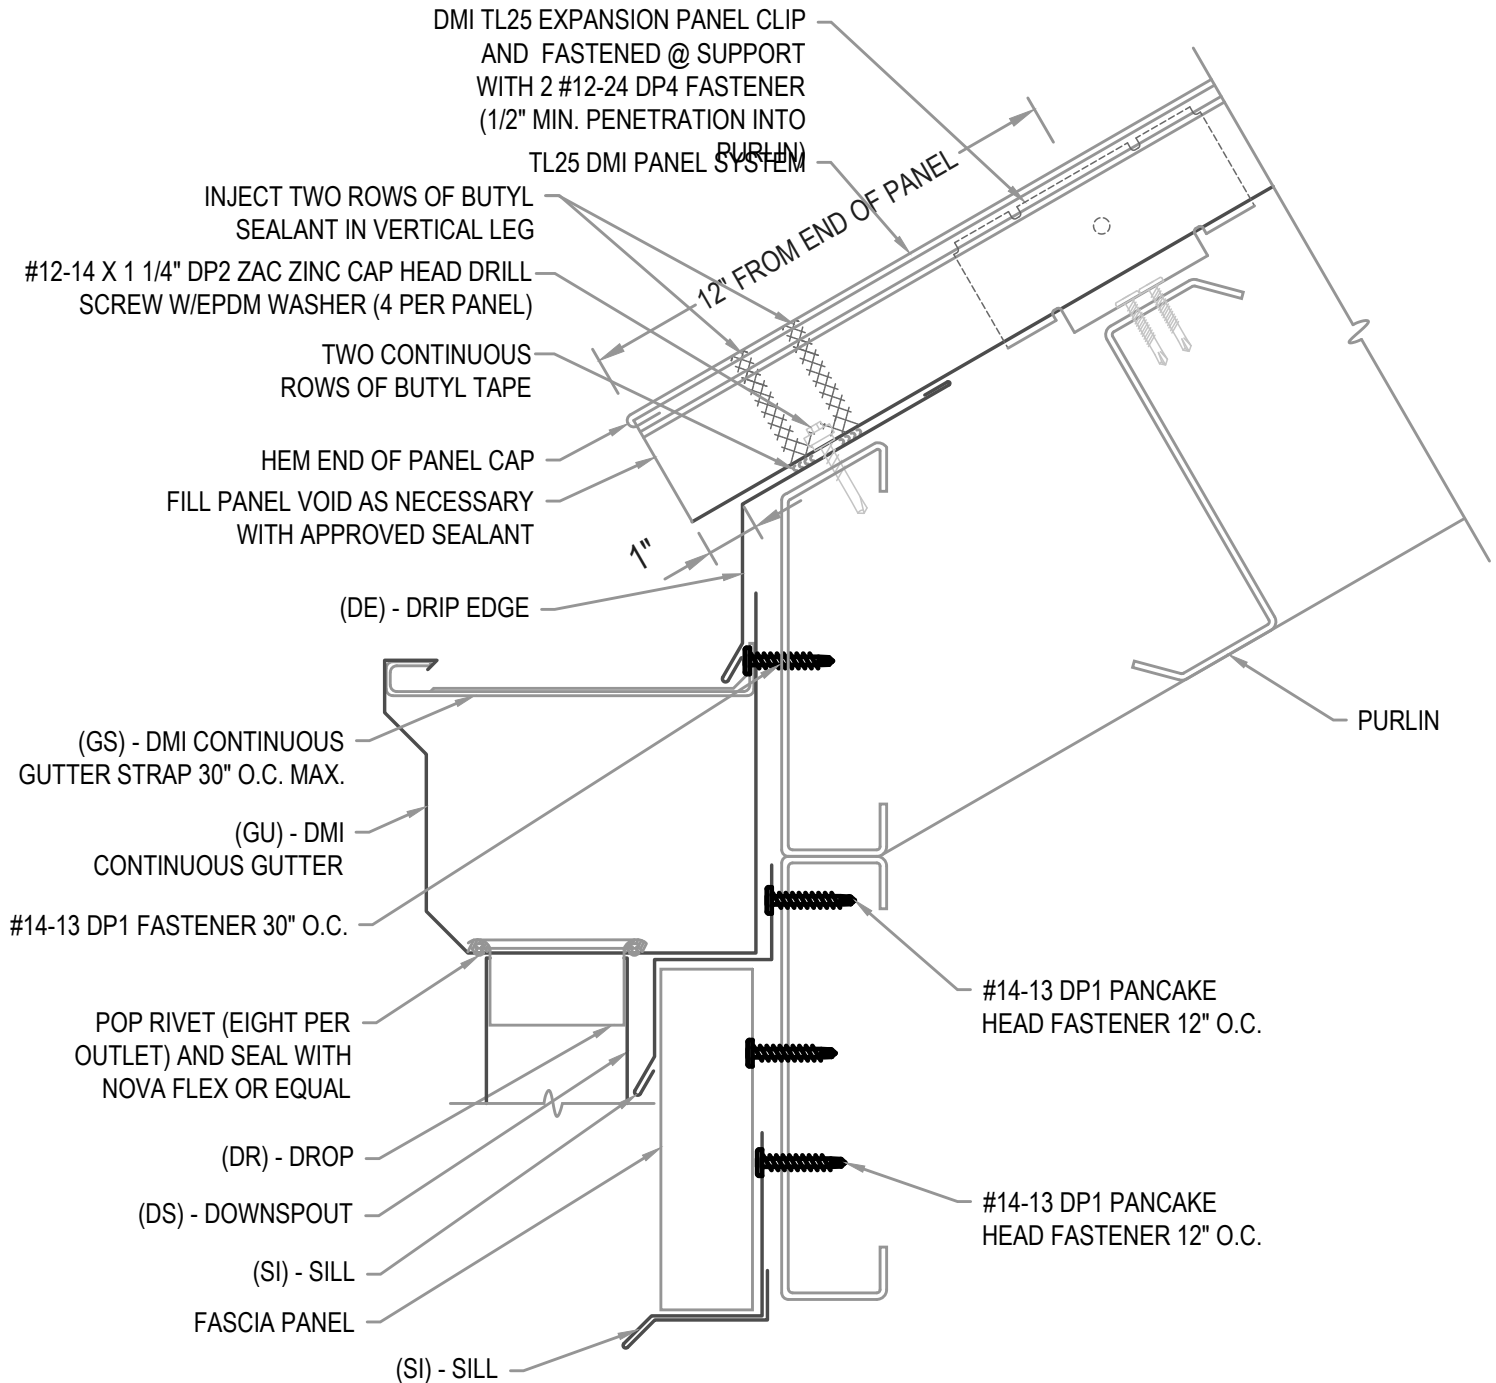 DMI TL25 EXPANSION PANEL CLIP
AND FASTENED @ SUPPORT
WITH 2 #12-24 DP4 FASTENER
(1/2" MIN. PENETRATION INTO
PURLIN)
TL25 DMI PANEL SYSTEM
12" FROM END OF PANEL
INJECT TWO ROWS OF BUTYL
SEALANT IN VERTICAL LEG
#12-14 X 1 1/4" DP2 ZAC ZINC CAP HEAD DRILL
SCREW W/EPDM WASHER (4 PER PANEL)
TWO CONTINUOUS
ROWS OF BUTYL TAPE
HEM END OF PANEL CAP
FILL PANEL VOID AS NECESSARY
WITH APPROVED SEALANT
1"
(DE) - DRIP EDGE
(GS) - DMI CONTINUOUS
GUTTER STRAP 30" O.C. MAX.
PURLIN
(GU) - DMI
CONTINUOUS GUTTER
#14-13 DP1 FASTENER 30" O.C.
#14-13 DP1 PANCAKE
HEAD FASTENER 12" O.C.
POP RIVET (EIGHT PER
OUTLET) AND SEAL WITH
NOVA FLEX OR EQUAL
(DR) - DROP
(DS) - DOWNSPOUT
#14-13 DP1 PANCAKE
HEAD FASTENER 12" O.C.
(SI) - SILL
FASCIA PANEL
(SI) - SILL